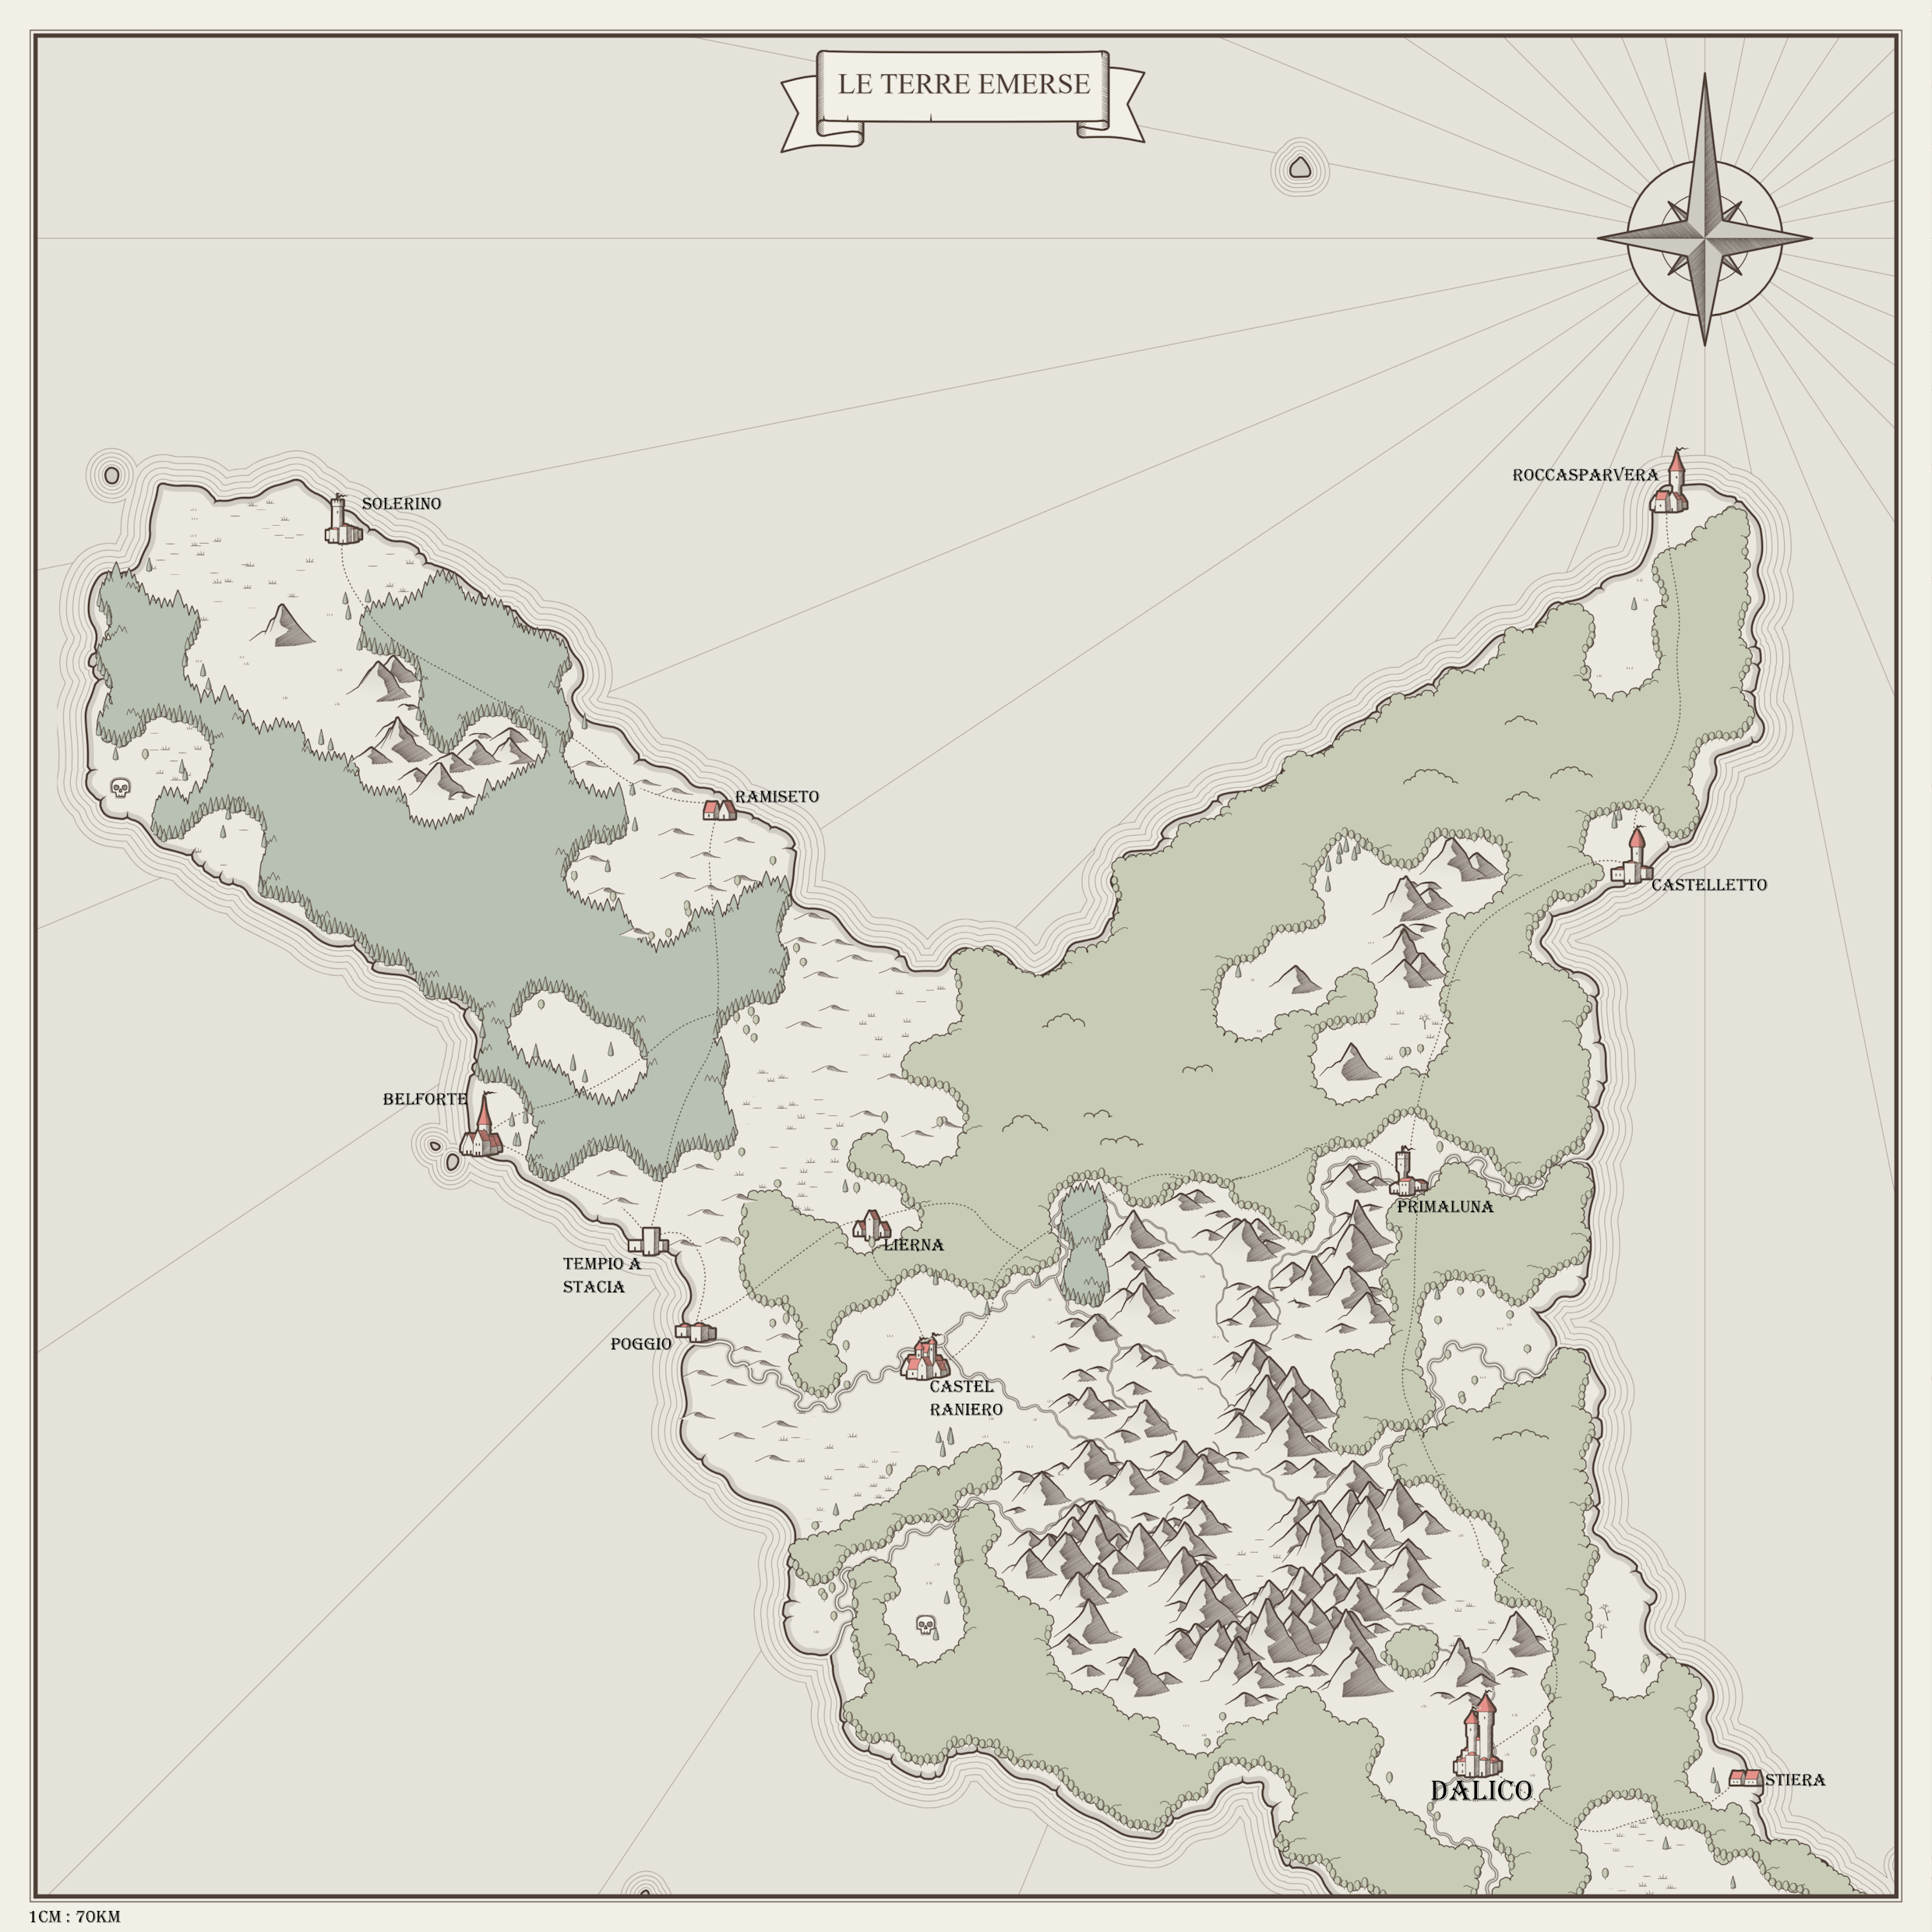 LE TERRE EMERSE
ROCCASPARVERA
SOLERINO
RAMISETO
CASTELLETTO
BELFORTE
PRIMALUNA
LIERNA
TEMPIO A
STACIA
POGGIO
CASTEL
RANIERO
DALICO
STIERA
1CM : 70KM